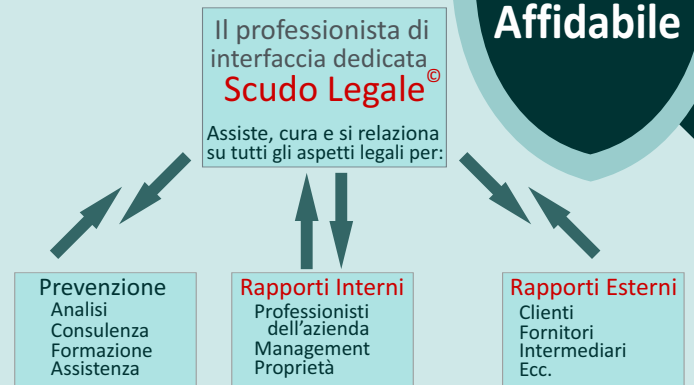 Affidabile
Il professionista di
interfaccia dedicata
Scudo Legale©
Assiste, cura e si relaziona
su tutti gli aspetti legali per:
Prevenzione
Analisi
Consulenza
Formazione
Assistenza
Rapporti Interni
Professionisti
dell'azienda
Management
Proprietà
Rapporti Esterni
Clienti
Fornitori
Intermediari
Ecc.